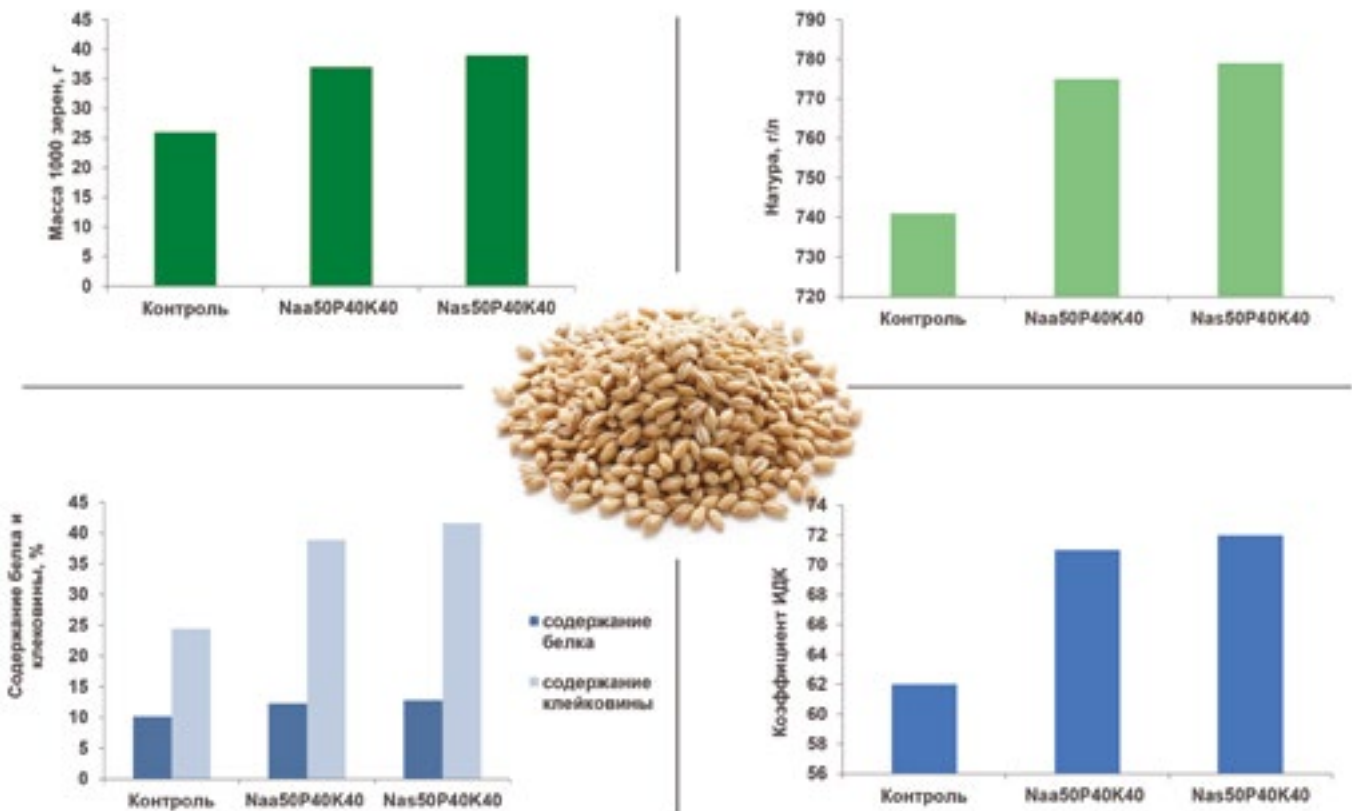 Масса 1000 зерен, г
45
40
35
30
25
20
15
10
5
0
Контроль
Naa50P40K40
Nas50P40K40
Натура, г/л
790
780
770
760
750
740
730
720
Контроль
Naa50P40K40
Nas50P40K40
Содержание белка и
клековины, %
45
40
35
30
25
20
15
10
5
0
Контроль
Naa50P40K40
Nas50P40K40
содержание
белка
содержание
клейковины
Коэффициент ИДК
74
72
70
68
66
64
62
60
58
56
Контроль
Naa50P40K40
Nas50P40K40